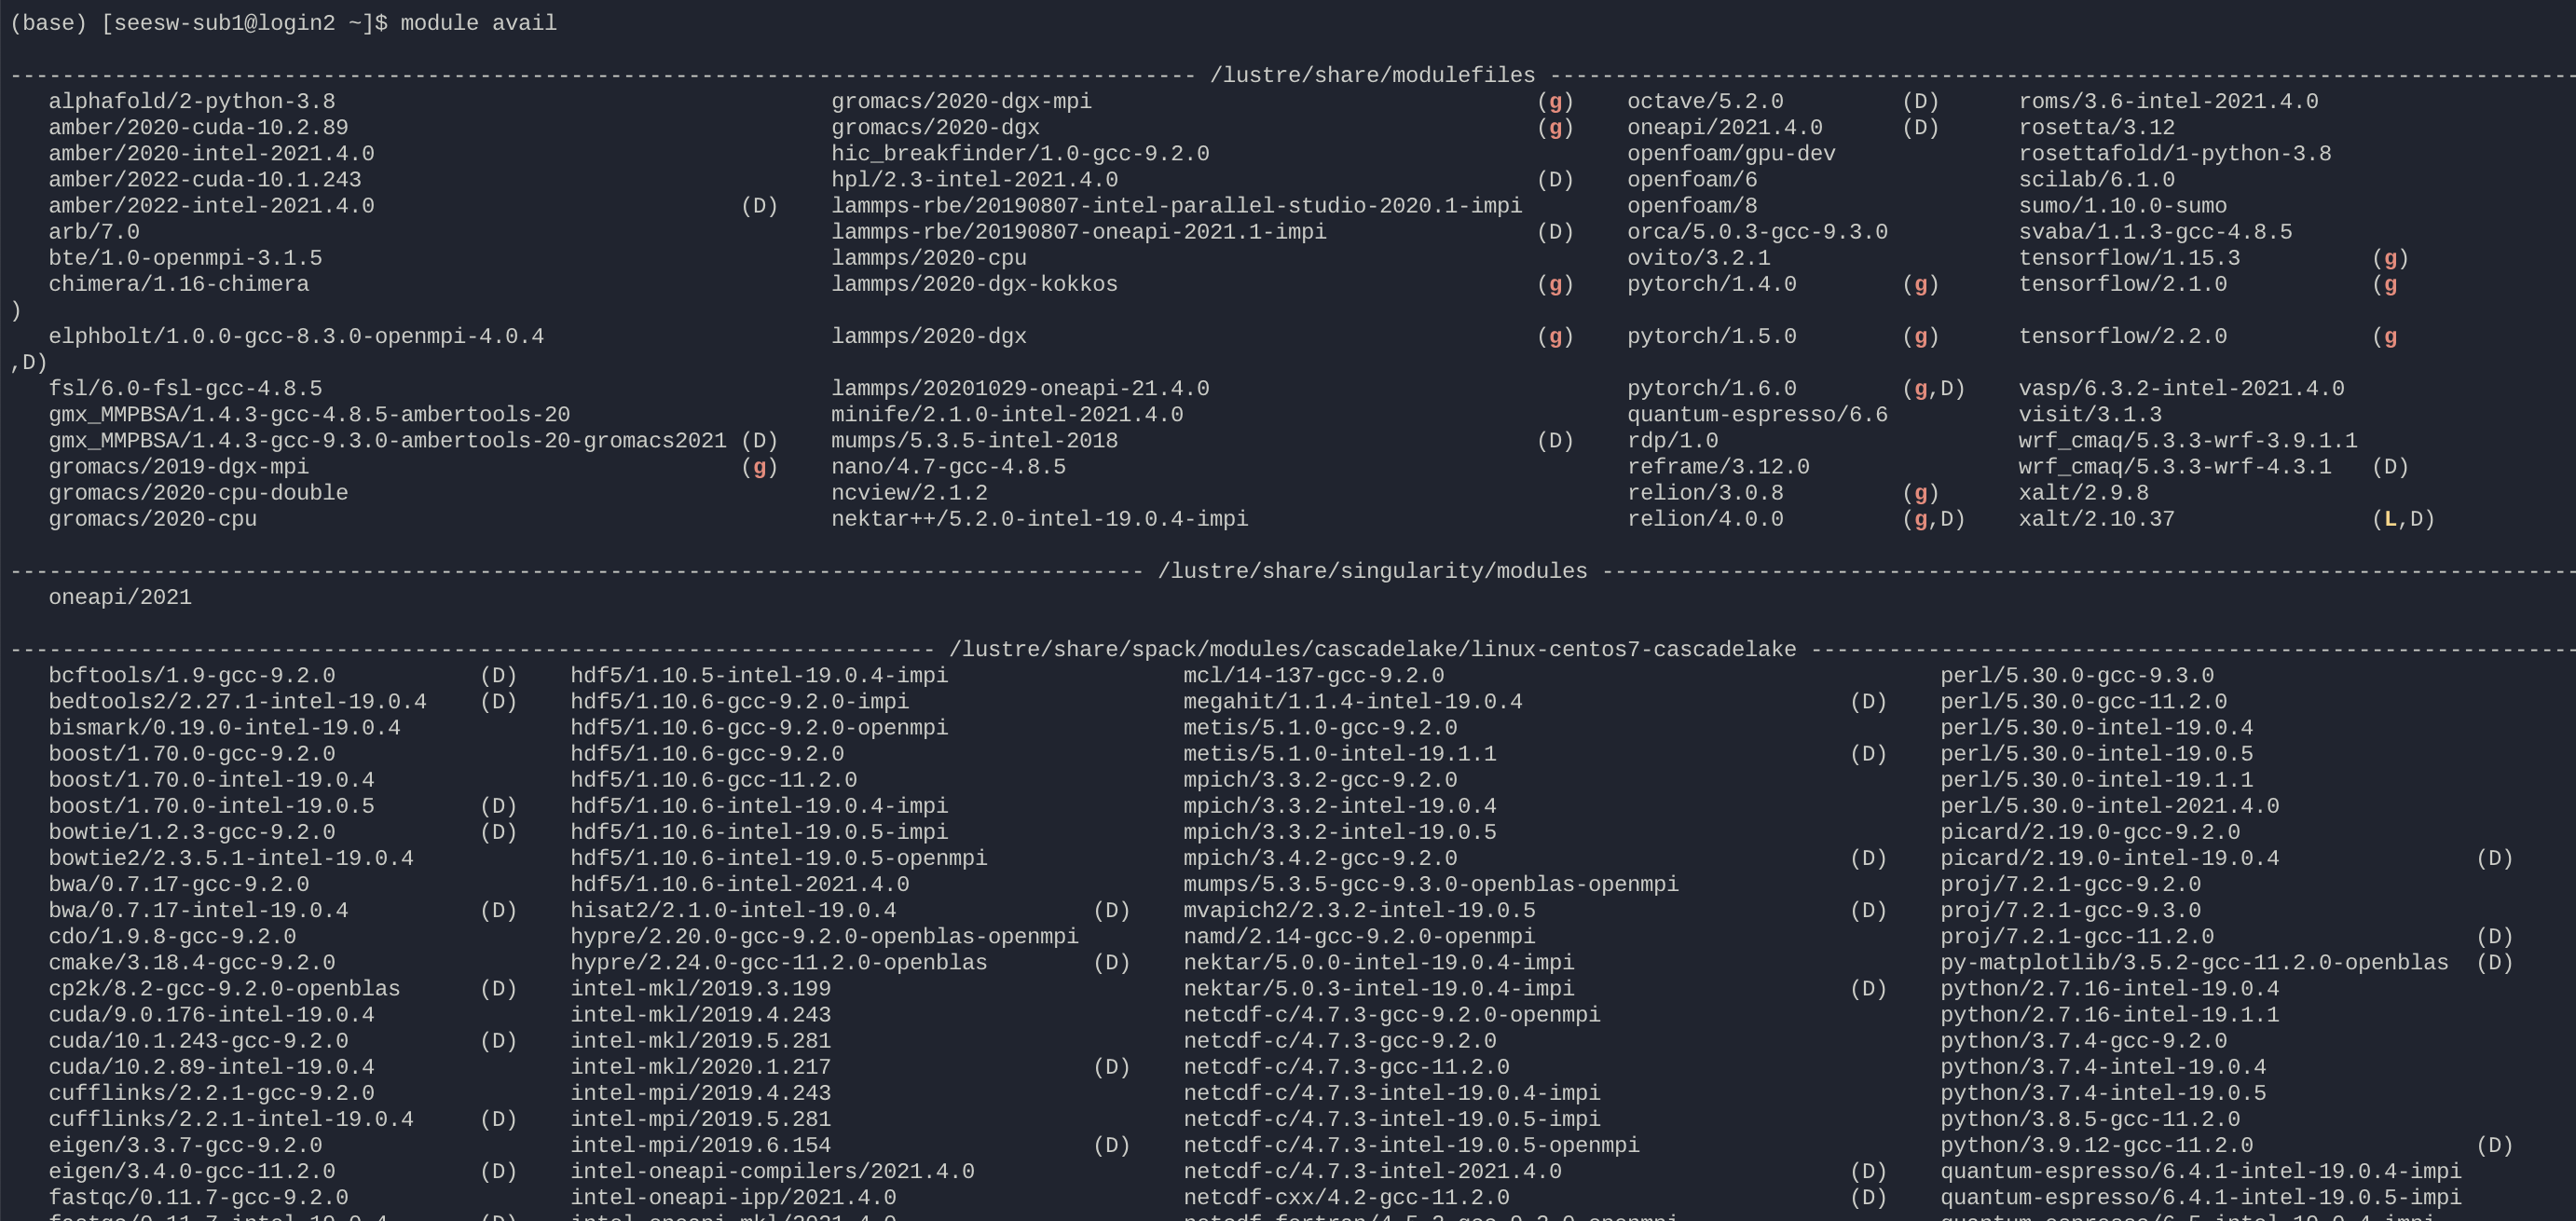 (base) [seesw-sub1@login2 ~]$ module avail
---------- /lustre/share/modulefiles ----------
alphafold/2-python-3.8 gromacs/2020-dgx-mpi (g) octave/5.2.0 (D) roms/3.6-intel-2021.4.0
amber/2020-cuda-10.2.89 gromacs/2020-dgx (g) oneapi/2021.4.0 (D) rosetta/3.12
amber/2020-intel-2021.4.0 hic_breakfinder/1.0-gcc-9.2.0 openfoam/gpu-dev rosettafold/1-python-3.8
amber/2022-cuda-10.1.243 hpl/2.3-intel-2021.4.0 (D) openfoam/6 scilab/6.1.0
amber/2022-intel-2021.4.0 (D) lammps-rbe/20190807-intel-parallel-studio-2020.1-impi openfoam/8 sumo/1.10.0-sumo
arb/7.0 lammps-rbe/20190807-oneapi-2021.1-impi (D) orca/5.0.3-gcc-9.3.0 svaba/1.1.3-gcc-4.8.5
bte/1.0-openmpi-3.1.5 lammps/2020-cpu ovito/3.2.1 tensorflow/1.15.3 (g)
chimera/1.16-chimera lammps/2020-dgx-kokkos (g) pytorch/1.4.0 (g) tensorflow/2.1.0 (g
)
elphbolt/1.0.0-gcc-8.3.0-openmpi-4.0.4 lammps/2020-dgx (g) pytorch/1.5.0 (g) tensorflow/2.2.0 (g
,D)
fsl/6.0-fsl-gcc-4.8.5 lammps/20201029-oneapi-21.4.0 pytorch/1.6.0 (g,D) vasp/6.3.2-intel-2021.4.0
gmx_MMPBSA/1.4.3-gcc-4.8.5-ambertools-20 minife/2.1.0-intel-2021.4.0 quantum-espresso/6.6 visit/3.1.3
gmx_MMPBSA/1.4.3-gcc-9.3.0-ambertools-20-gromacs2021 (D) mumps/5.3.5-intel-2018 (D) rdp/1.0 wrf_cmaq/5.3.3-wrf-3.9.1.1
gromacs/2019-dgx-mpi (g) nano/4.7-gcc-4.8.5 reframe/3.12.0 wrf_cmaq/5.3.3-wrf-4.3.1 (D)
gromacs/2020-cpu-double ncview/2.1.2 relion/3.0.8 (g) xalt/2.9.8
gromacs/2020-cpu nektar++/5.2.0-intel-19.0.4-impi relion/4.0.0 (g,D) xalt/2.10.37 (L,D)
---------- /lustre/share/singularity/modules ----------
oneapi/2021
---------- /lustre/share/spack/modules/cascadelake/linux-centos7-cascadelake ----------
bcftools/1.9-gcc-9.2.0 (D) hdf5/1.10.5-intel-19.0.4-impi mcl/14-137-gcc-9.2.0 perl/5.30.0-gcc-9.3.0
bedtools2/2.27.1-intel-19.0.4 (D) hdf5/1.10.6-gcc-9.2.0-impi megahit/1.1.4-intel-19.0.4 (D) perl/5.30.0-gcc-11.2.0
bismark/0.19.0-intel-19.0.4 hdf5/1.10.6-gcc-9.2.0-openmpi metis/5.1.0-gcc-9.2.0 perl/5.30.0-intel-19.0.4
boost/1.70.0-gcc-9.2.0 hdf5/1.10.6-gcc-9.2.0 metis/5.1.0-intel-19.1.1 (D) perl/5.30.0-intel-19.0.5
boost/1.70.0-intel-19.0.4 hdf5/1.10.6-gcc-11.2.0 mpich/3.3.2-gcc-9.2.0 perl/5.30.0-intel-19.1.1
boost/1.70.0-intel-19.0.5 (D) hdf5/1.10.6-intel-19.0.4-impi mpich/3.3.2-intel-19.0.4 perl/5.30.0-intel-2021.4.0
bowtie/1.2.3-gcc-9.2.0 (D) hdf5/1.10.6-intel-19.0.5-impi mpich/3.3.2-intel-19.0.5 picard/2.19.0-gcc-9.2.0
bowtie2/2.3.5.1-intel-19.0.4 hdf5/1.10.6-intel-19.0.5-openmpi mpich/3.4.2-gcc-9.2.0 (D) picard/2.19.0-intel-19.0.4 (D)
bwa/0.7.17-gcc-9.2.0 hdf5/1.10.6-intel-2021.4.0 mumps/5.3.5-gcc-9.3.0-openblas-openmpi proj/7.2.1-gcc-9.2.0
bwa/0.7.17-intel-19.0.4 (D) hisat2/2.1.0-intel-19.0.4 (D) mvapich2/2.3.2-intel-19.0.5 (D) proj/7.2.1-gcc-9.3.0
cdo/1.9.8-gcc-9.2.0 hypre/2.20.0-gcc-9.2.0-openblas-openmpi namd/2.14-gcc-9.2.0-openmpi proj/7.2.1-gcc-11.2.0 (D)
cmake/3.18.4-gcc-9.2.0 hypre/2.24.0-gcc-11.2.0-openblas (D) nektar/5.0.0-intel-19.0.4-impi py-matplotlib/3.5.2-gcc-11.2.0-openblas (D)
cp2k/8.2-gcc-9.2.0-openblas (D) intel-mkl/2019.3.199 nektar/5.0.3-intel-19.0.4-impi (D) python/2.7.16-intel-19.0.4
cuda/9.0.176-intel-19.0.4 intel-mkl/2019.4.243 netcdf-c/4.7.3-gcc-9.2.0-openmpi python/2.7.16-intel-19.1.1
cuda/10.1.243-gcc-9.2.0 (D) intel-mkl/2019.5.281 netcdf-c/4.7.3-gcc-9.2.0 python/3.7.4-gcc-9.2.0
cuda/10.2.89-intel-19.0.4 intel-mkl/2020.1.217 (D) netcdf-c/4.7.3-gcc-11.2.0 python/3.7.4-intel-19.0.4
cufflinks/2.2.1-gcc-9.2.0 intel-mpi/2019.4.243 netcdf-c/4.7.3-intel-19.0.4-impi python/3.7.4-intel-19.0.5
cufflinks/2.2.1-intel-19.0.4 (D) intel-mpi/2019.5.281 netcdf-c/4.7.3-intel-19.0.5-impi python/3.8.5-gcc-11.2.0
eigen/3.3.7-gcc-9.2.0 intel-mpi/2019.6.154 (D) netcdf-c/4.7.3-intel-19.0.5-openmpi python/3.9.12-gcc-11.2.0 (D)
eigen/3.4.0-gcc-11.2.0 (D) intel-oneapi-compilers/2021.4.0 netcdf-c/4.7.3-intel-2021.4.0 (D) quantum-espresso/6.4.1-intel-19.0.4-impi
fastqc/0.11.7-gcc-9.2.0 intel-oneapi-ipp/2021.4.0 netcdf-cxx/4.2-gcc-11.2.0 (D) quantum-espresso/6.4.1-intel-19.0.5-impi